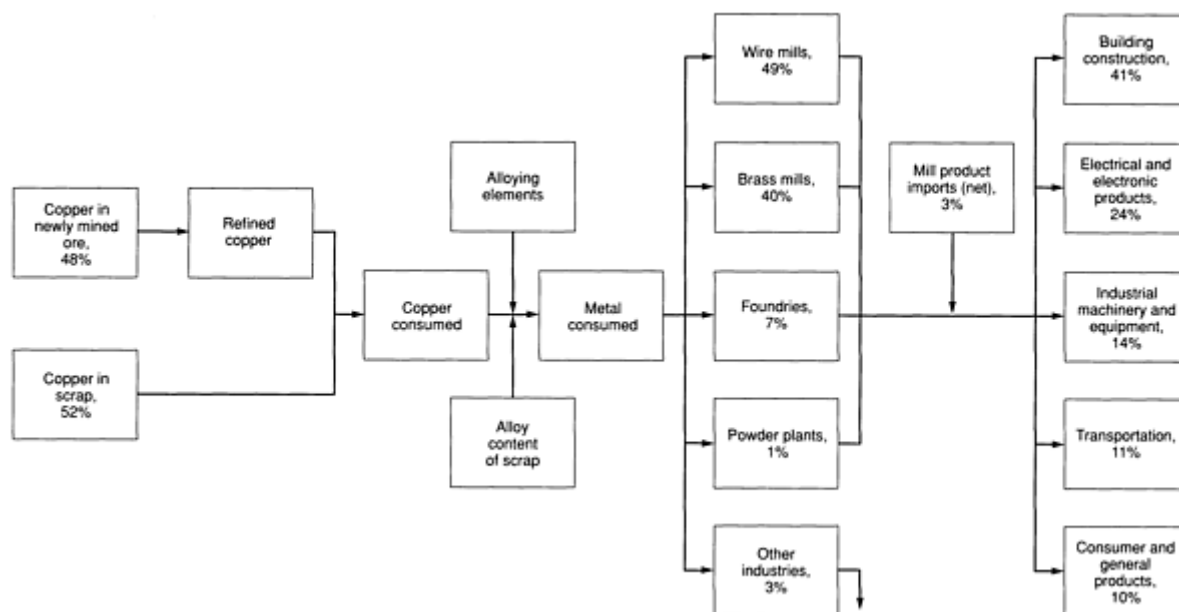 Copper in
newly mined
ore,
48%
Refined
copper
Copper in
scrap,
52%
Copper
consumed
Alloying
elements
Alloy
content
of scrap
Metal
consumed
Wire mills,
49%
Brass mills,
40%
Foundries,
7%
Powder plants,
1%
Other
industries,
3%
Mill product
imports (net),
3%
Building
construction,
41%
Electrical and
electronic
products,
24%
Industrial
machinery and
equipment,
14%
Transportation,
11%
Consumer and
general
products,
10%